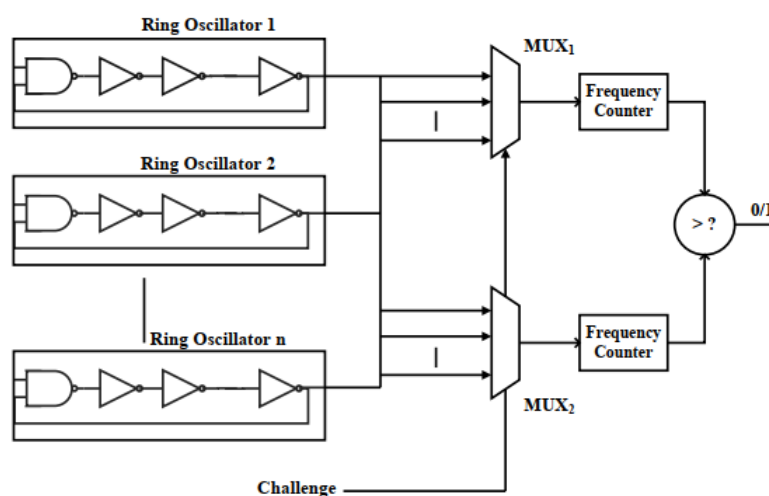 Ring Oscillator 1
MUX₁
Frequency
Counter
Ring Oscillator 2
> ?
0/1
Ring Oscillator n
Frequency
Counter
MUX₂
Challenge